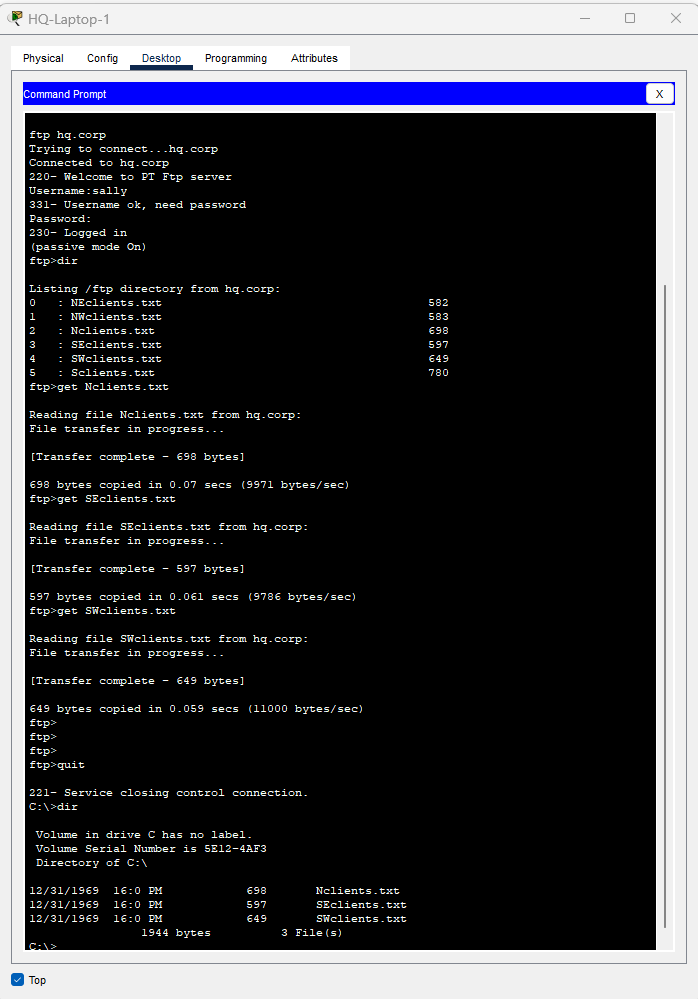 HQ-Laptop-1
Physical Config Desktop Programming Attributes
Command Prompt X
ftp hq.corp
Trying to connect...hq.corp
Connected to hq.corp
220- Welcome to PT Ftp server
Username:sally
331- Username ok, need password
Password:
230- Logged in
(passive mode On)
ftp>dir
Listing /ftp directory from hq.corp:
0 : NEclients.txt 582
1 : NWclients.txt 583
2 : Nclients.txt 698
3 : SEclients.txt 597
4 : SWclients.txt 649
5 : Sclients.txt 780
ftp>get Nclients.txt
Reading file Nclients.txt from hq.corp:
File transfer in progress...
[Transfer complete - 698 bytes]
698 bytes copied in 0.07 secs (9971 bytes/sec)
ftp>get SEclients.txt
Reading file SEclients.txt from hq.corp:
File transfer in progress...
[Transfer complete - 597 bytes]
597 bytes copied in 0.061 secs (9786 bytes/sec)
ftp>get SWclients.txt
Reading file SWclients.txt from hq.corp:
File transfer in progress...
[Transfer complete - 649 bytes]
649 bytes copied in 0.059 secs (11000 bytes/sec)
ftp>
ftp>
ftp>
ftp>quit
221- Service closing control connection.
C:\>dir
Volume in drive C has no label.
Volume Serial Number is 5E12-4AF3
Directory of C:\
12/31/1969 16:0 PM 698 Nclients.txt
12/31/1969 16:0 PM 597 SEclients.txt
12/31/1969 16:0 PM 649 SWclients.txt
1944 bytes 3 File(s)
C:\>
Top